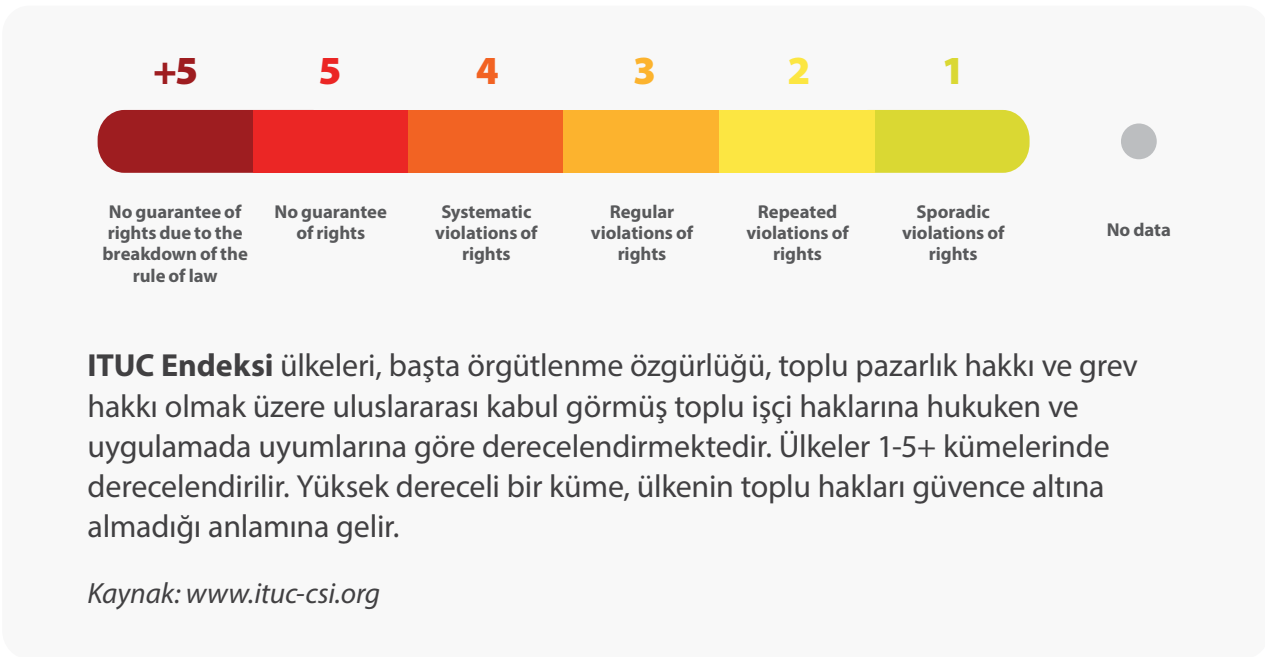 +5 5 4 3 2 1
No guarantee of
rights due to the
breakdown of the
rule of law
No guarantee
of rights
Systematic
violations of
rights
Regular
violations of
rights
Repeated
violations of
rights
Sporadic
violations of
rights
No data
ITUC Endeksi ülkeleri, başta örgütlenme özgürlüğü, toplu pazarlık hakkı ve grev
hakkı olmak üzere uluslararası kabul görmüş toplu işçi haklarına hukuken ve
uygulamada uyumlarına göre derecelendirmektedir. Ülkeler 1-5+ kümelerinde
derecelendirilir. Yüksek dereceli bir küme, ülkenin toplu hakları güvence altına
almadığı anlamına gelir.
Kaynak: www.ituc-csi.org